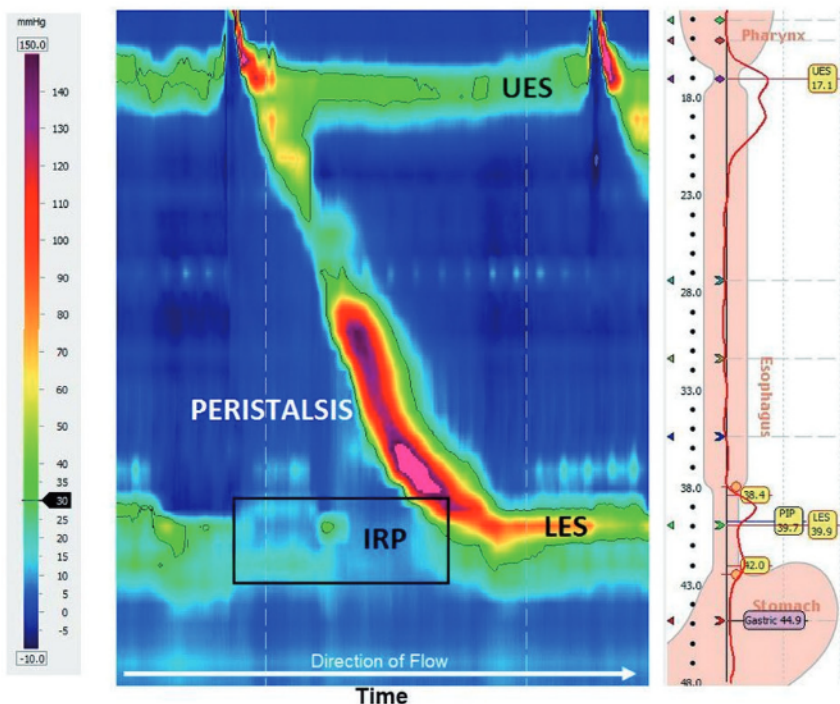 mmHg
150.0
140
120
110
100
90
80
70
60
50
40
35
30
25
20
15
10
5
0
-5
-10.0
UES
PERISTALSIS
IRP
LES
Direction of Flow
Time
Pharynx
UES
17.1
18.0
23.0
28.0
33.0
Esophagus
38.0
38.4
PIP
39.7
LES
39.9
42.0
43.0
Stomach
Gastric 44.9
48.0